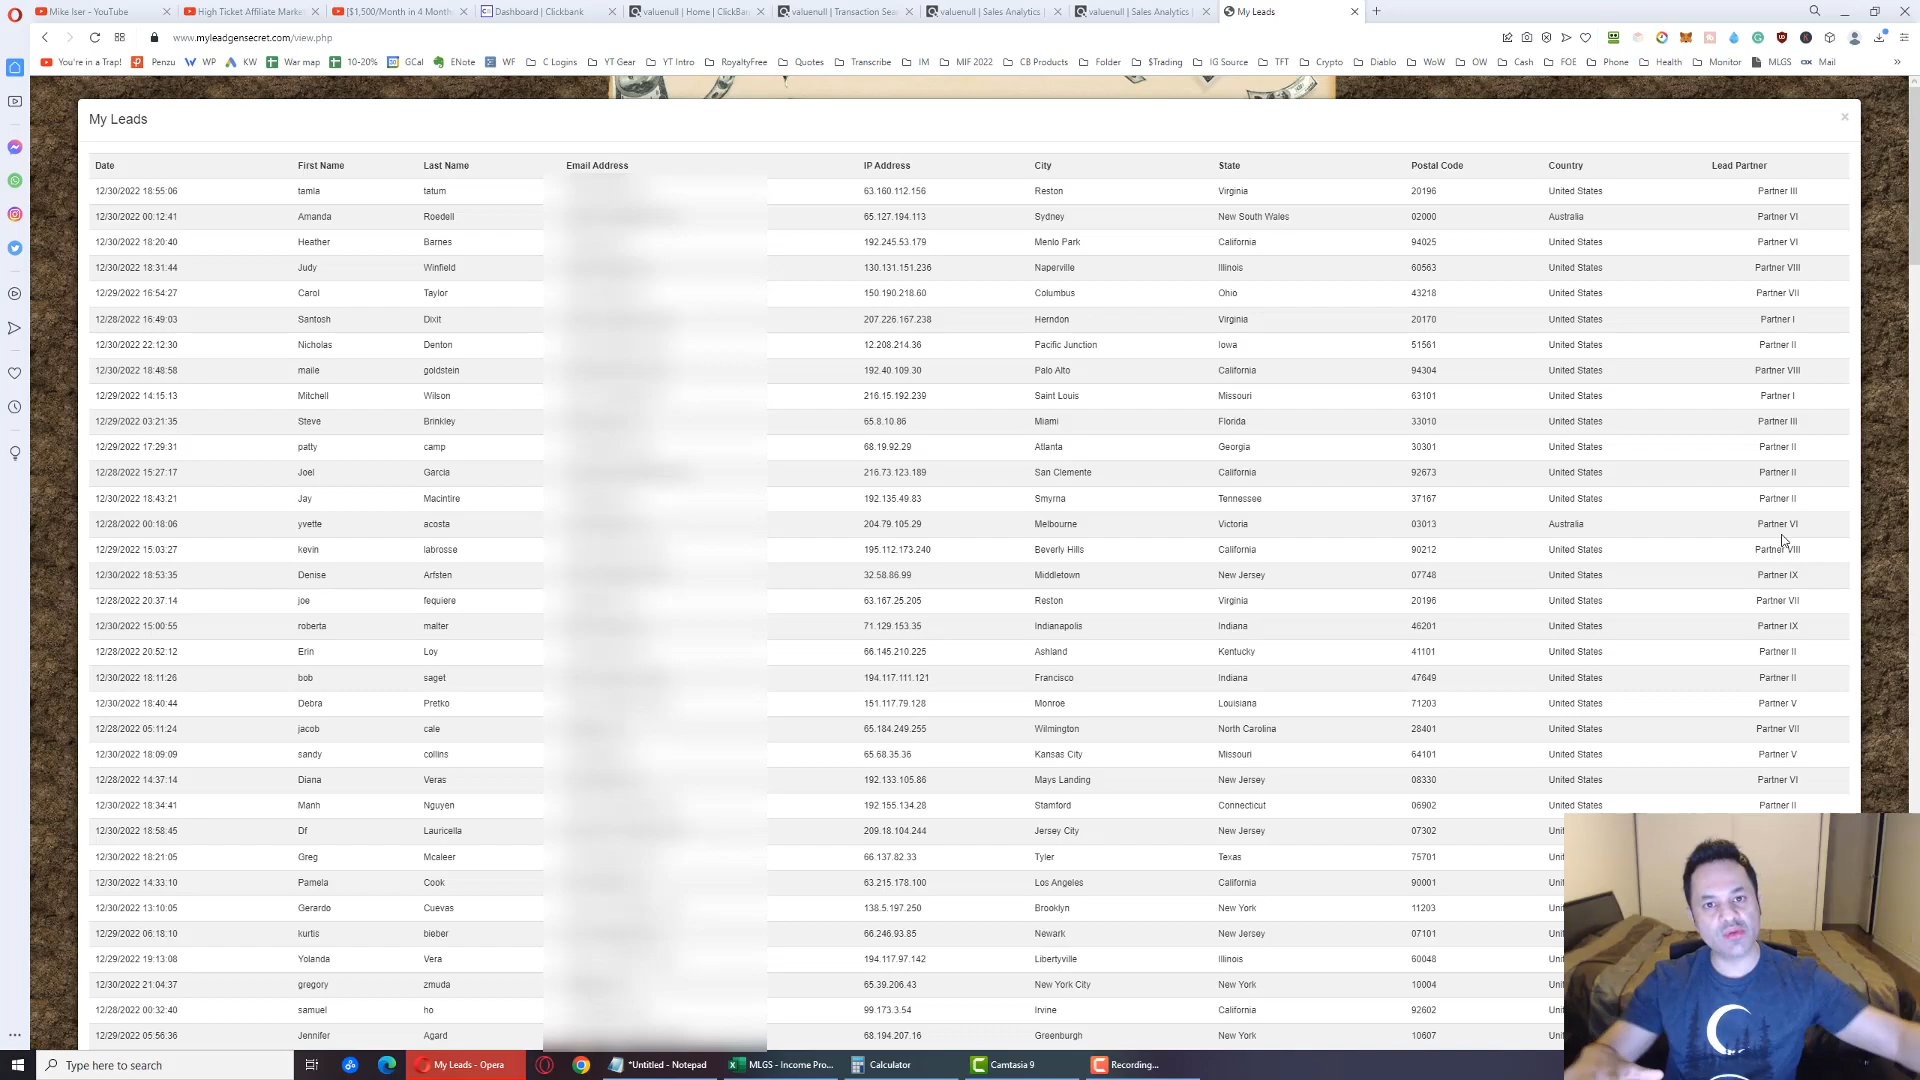 Mike Iser - YouTube
High Ticket Affiliate Market
[$1,500/Month in 4 Month
Dashboard | Clickbank
valuenull | Home | ClickBan
valuenull | Transaction Sea
valuenull | Sales Analytics |
valuenull | Sales Analytics |
My Leads
www.myleadgensecret.com/view.php
You're in a Trap!
Penzu
WP
KW
War map
10-20%
GCal
ENote
WF
C Logins
YT Gear
YT Intro
RoyaltyFree
Quotes
Transcribe
IM
MIF 2022
CB Products
Folder
$Trading
IG Source
TFT
Crypto
Diablo
WoW
OW
Cash
FOE
Phone
Health
Monitor
MLGS
Mail
My Leads
Date First Name Last Name Email Address IP Address City State Postal Code Country Lead Partner
12/30/2022 18:55:06 tamla tatum 63.160.112.156 Reston Virginia 20196 United States Partner III
12/30/2022 00:12:41 Amanda Roedell 65.127.194.113 Sydney New South Wales 02000 Australia Partner VI
12/30/2022 18:20:40 Heather Barnes 192.245.53.179 Menlo Park California 94025 United States Partner VI
12/30/2022 18:31:44 Judy Winfield 130.131.151.236 Naperville Illinois 60563 United States Partner VIII
12/29/2022 16:54:27 Carol Taylor 150.190.218.60 Columbus Ohio 43218 United States Partner VII
12/28/2022 16:49:03 Santosh Dixit 207.226.167.238 Herndon Virginia 20170 United States Partner I
12/30/2022 22:12:30 Nicholas Denton 12.208.214.36 Pacific Junction Iowa 51561 United States Partner II
12/30/2022 18:48:58 maile goldstein 192.40.109.30 Palo Alto California 94304 United States Partner VIII
12/29/2022 14:15:13 Mitchell Wilson 216.15.192.239 Saint Louis Missouri 63101 United States Partner I
12/29/2022 03:21:35 Steve Brinkley 65.8.10.86 Miami Florida 33010 United States Partner III
12/29/2022 17:29:31 patty camp 68.19.92.29 Atlanta Georgia 30301 United States Partner II
12/28/2022 15:27:17 Joel Garcia 216.73.123.189 San Clemente California 92673 United States Partner II
12/30/2022 18:43:21 Jay Macintire 192.135.49.83 Smyrna Tennessee 37167 United States Partner II
12/28/2022 00:18:06 yvette acosta 204.79.105.29 Melbourne Victoria 03013 Australia Partner VI
12/29/2022 15:03:27 kevin labrosse 195.112.173.240 Beverly Hills California 90212 United States Partner VIII
12/30/2022 18:53:35 Denise Arfsten 32.58.86.99 Middletown New Jersey 07748 United States Partner IX
12/28/2022 20:37:14 joe fequiere 63.167.25.205 Reston Virginia 20196 United States Partner VII
12/30/2022 15:00:55 roberta malter 71.129.153.35 Indianapolis Indiana 46201 United States Partner IX
12/28/2022 20:52:12 Erin Loy 66.145.210.225 Ashland Kentucky 41101 United States Partner II
12/30/2022 18:11:26 bob saget 194.117.111.121 Francisco Indiana 47649 United States Partner II
12/30/2022 18:40:44 Debra Pretko 151.117.79.128 Monroe Louisiana 71203 United States Partner V
12/28/2022 05:11:24 jacob cale 65.184.249.255 Wilmington North Carolina 28401 United States Partner VII
12/30/2022 18:09:09 sandy collins 65.68.35.36 Kansas City Missouri 64101 United States Partner V
12/28/2022 14:37:14 Diana Veras 192.133.105.86 Mays Landing New Jersey 08330 United States Partner VI
12/30/2022 18:34:41 Manh Nguyen 192.155.134.28 Stamford Connecticut 06902 United States Partner II
12/30/2022 18:58:45 Df Lauricella 209.18.104.244 Jersey City New Jersey 07302 Unit
12/30/2022 18:21:05 Greg Mcaleer 66.137.82.33 Tyler Texas 75701 Unit
12/30/2022 14:33:10 Pamela Cook 63.215.178.100 Los Angeles California 90001 Unit
12/30/2022 13:10:05 Gerardo Cuevas 138.5.197.250 Brooklyn New York 11203 Unit
12/29/2022 06:18:10 kurtis bieber 66.246.93.85 Newark New Jersey 07101 Unit
12/29/2022 19:13:08 Yolanda Vera 194.117.97.142 Libertyville Illinois 60048 Unit
12/30/2022 21:04:37 gregory zmuda 65.39.206.43 New York City New York 10004 Unit
12/28/2022 00:32:40 samuel ho 99.173.3.54 Irvine California 92602 Unit
12/29/2022 05:56:36 Jennifer Agard 68.194.207.16 Greenburgh New York 10607 Unit
Type here to search
My Leads - Opera
*Untitled - Notepad
MLGS - Income Pro...
Calculator
Camtasia 9
Recording...